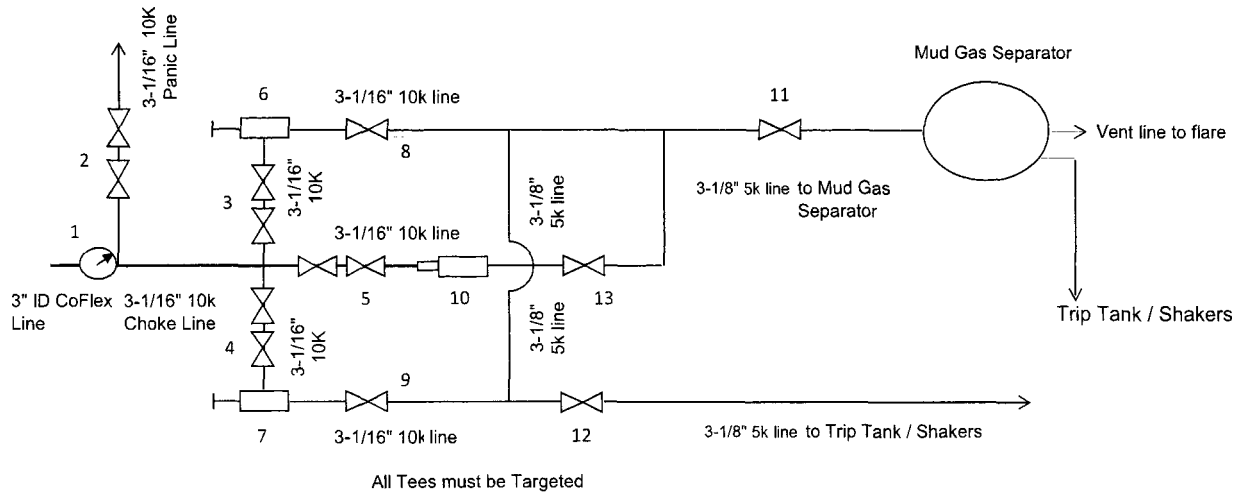 Mud Gas Separator
3-1/16" 10K
Panic Line
6
3-1/16" 10k line
11
Vent line to flare
2
8
3
3-1/16"
10K
3-1/8"
5k line
3-1/8" 5k line to Mud Gas
Separator
1
3-1/16" 10k line
3" ID CoFlex
Line
3-1/16" 10k
Choke Line
5
10
13
Trip Tank / Shakers
4
3-1/16"
10K
3-1/8"
5k line
9
7
3-1/16" 10k line
12
3-1/8" 5k line to Trip Tank / Shakers
All Tees must be Targeted